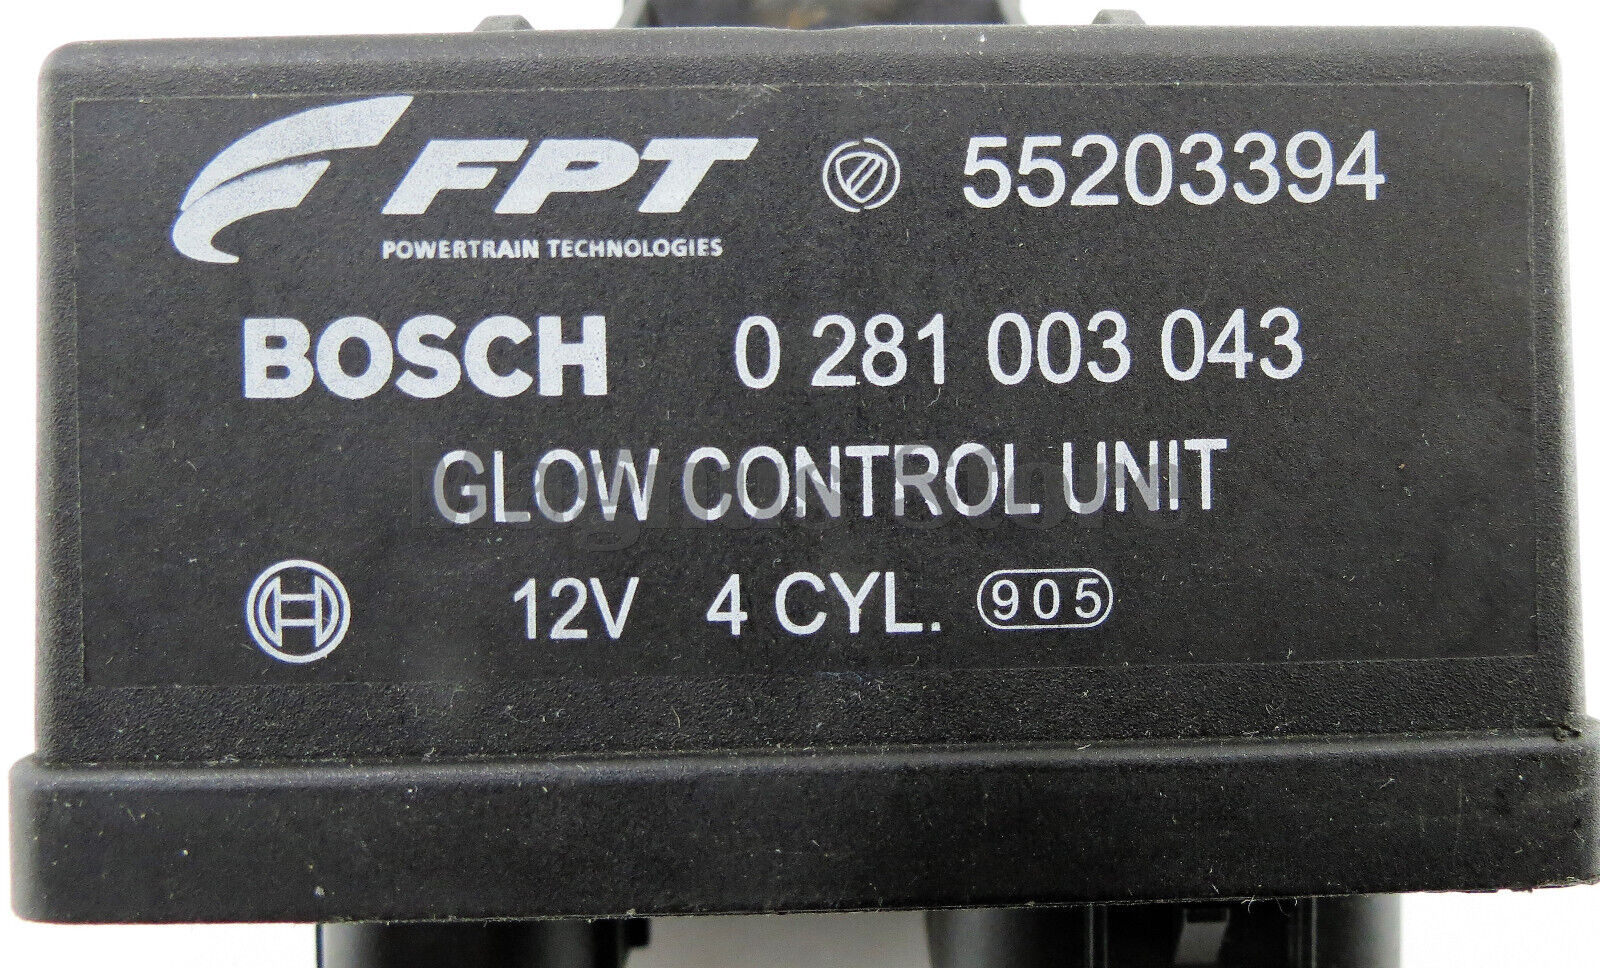 FPT 55203394
POWERTRAIN TECHNOLOGIES
BOSCH 0 281 003 043
GLOW CONTROL UNIT
12V 4 CYL. 905